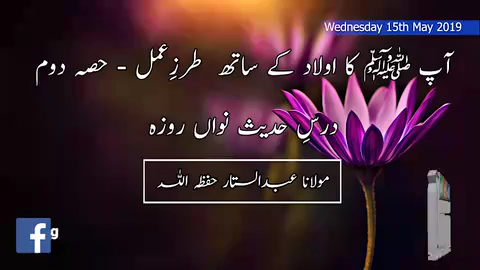 Wednesday 15th May 2019
آپ ﷺ کا اولاد کے ساتھ طرزِ عمل - حصہ دوم
درسِ حدیث نواں روزہ
مولانا عبدالستار حفظہ اللہ
g